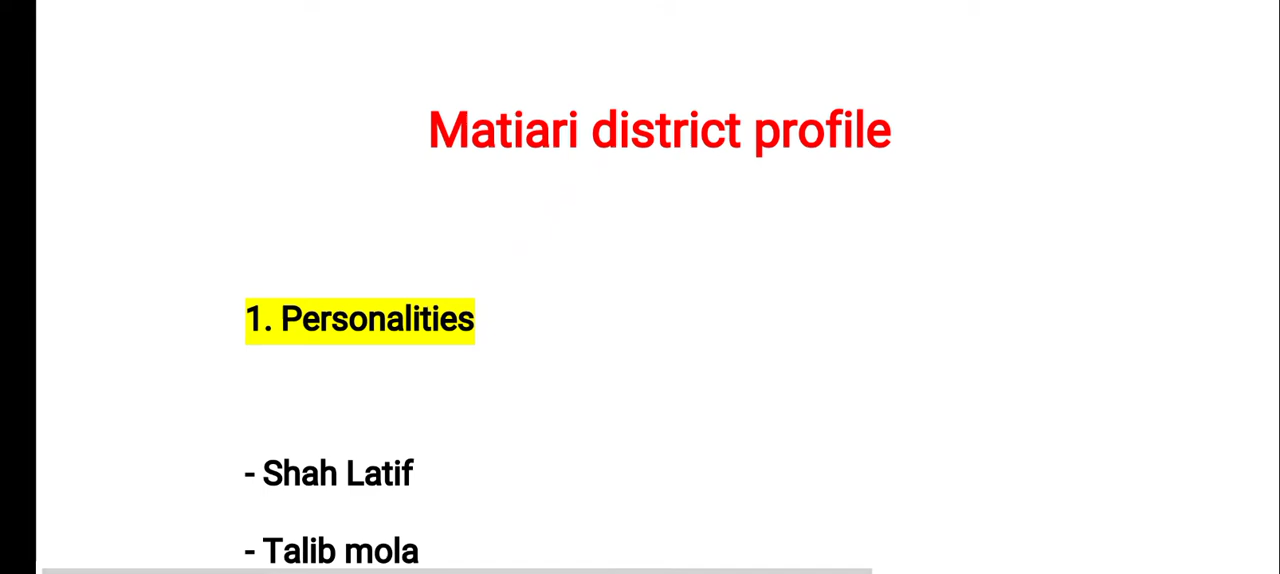 Matiari district profile
1. Personalities
- Shah Latif
- Talib mola